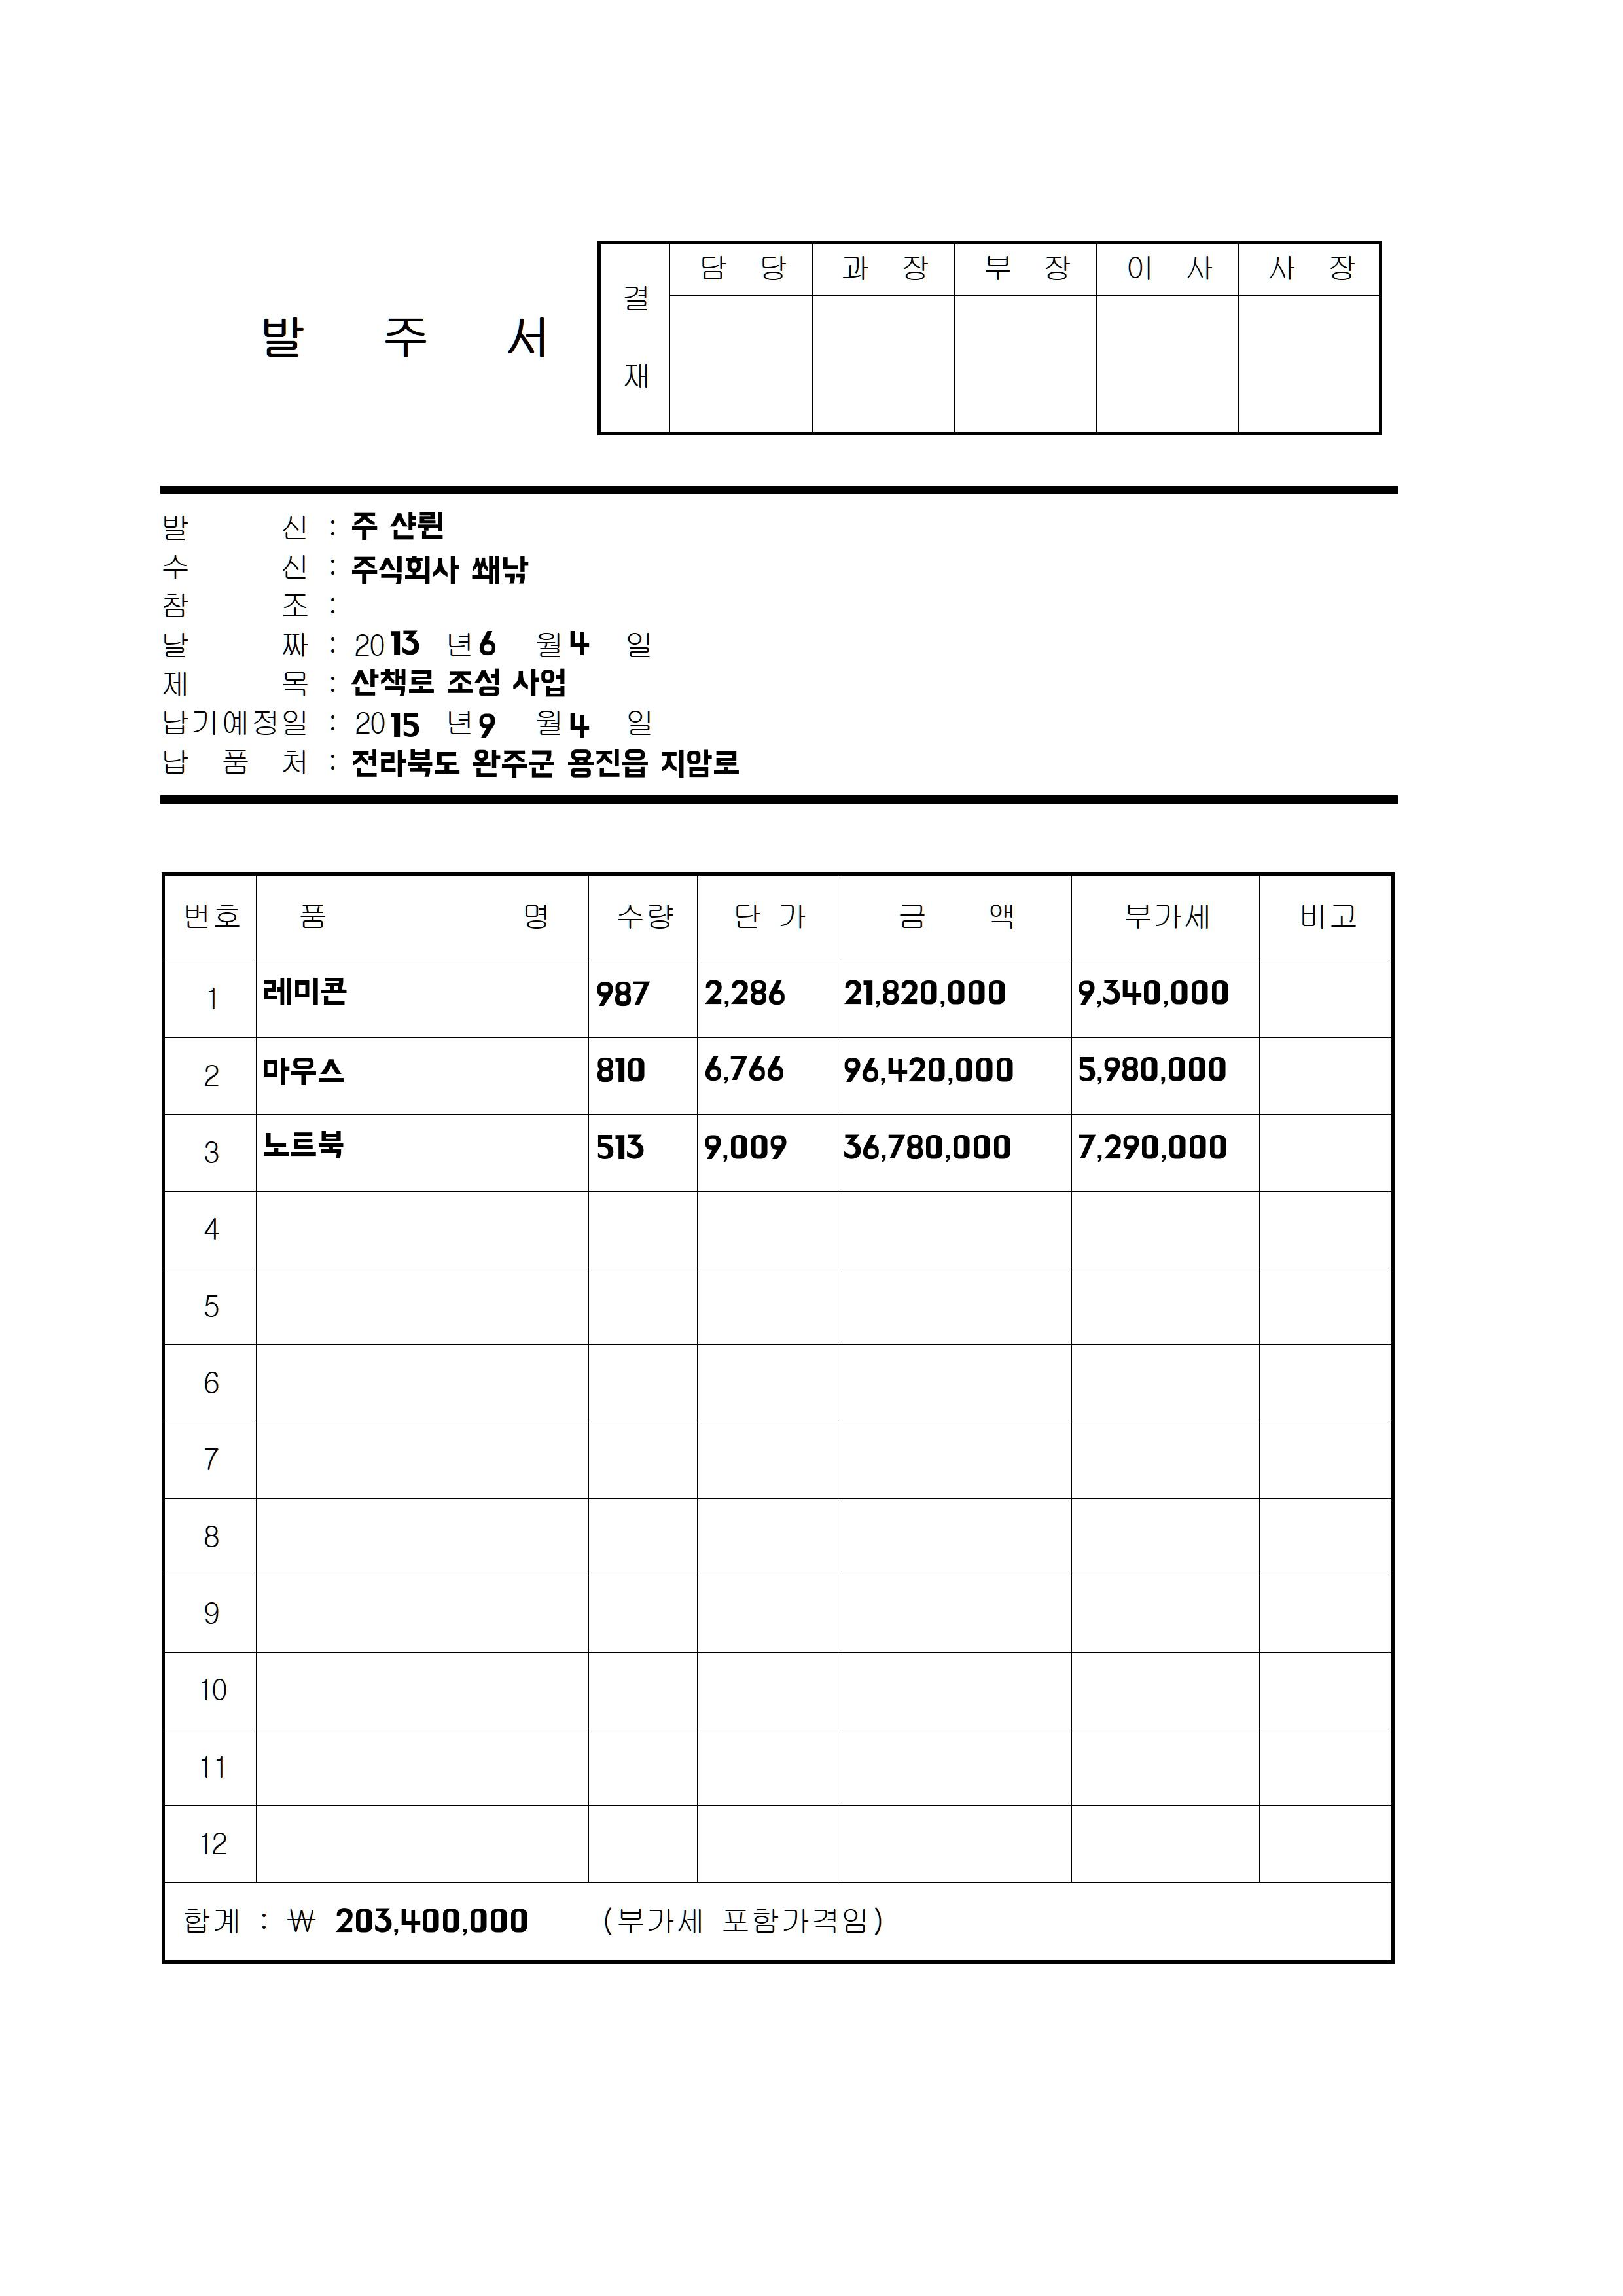 담 당 과 장 부 장 이 사 사 장
결
재
발 주 서
발 신 : 주 샨뤈
수 신 : 주식회사 쐐낚
참 조 :
날 짜 : 2013 년 6 월 4 일
제 목 : 산책로 조성 사업
납기예정일 : 2015 년 9 월 4 일
납 품 처 : 전라북도 완주군 용진읍 지암로
번호 품 명 수량 단 가 금 액 부가세 비고
1 레미콘 987 2,286 21,820,000 9,340,000
2 마우스 810 6,766 96,420,000 5,980,000
3 노트북 513 9,009 36,780,000 7,290,000
4
5
6
7
8
9
10
11
12
합계 : ₩ 203,400,000 (부가세 포함가격임)